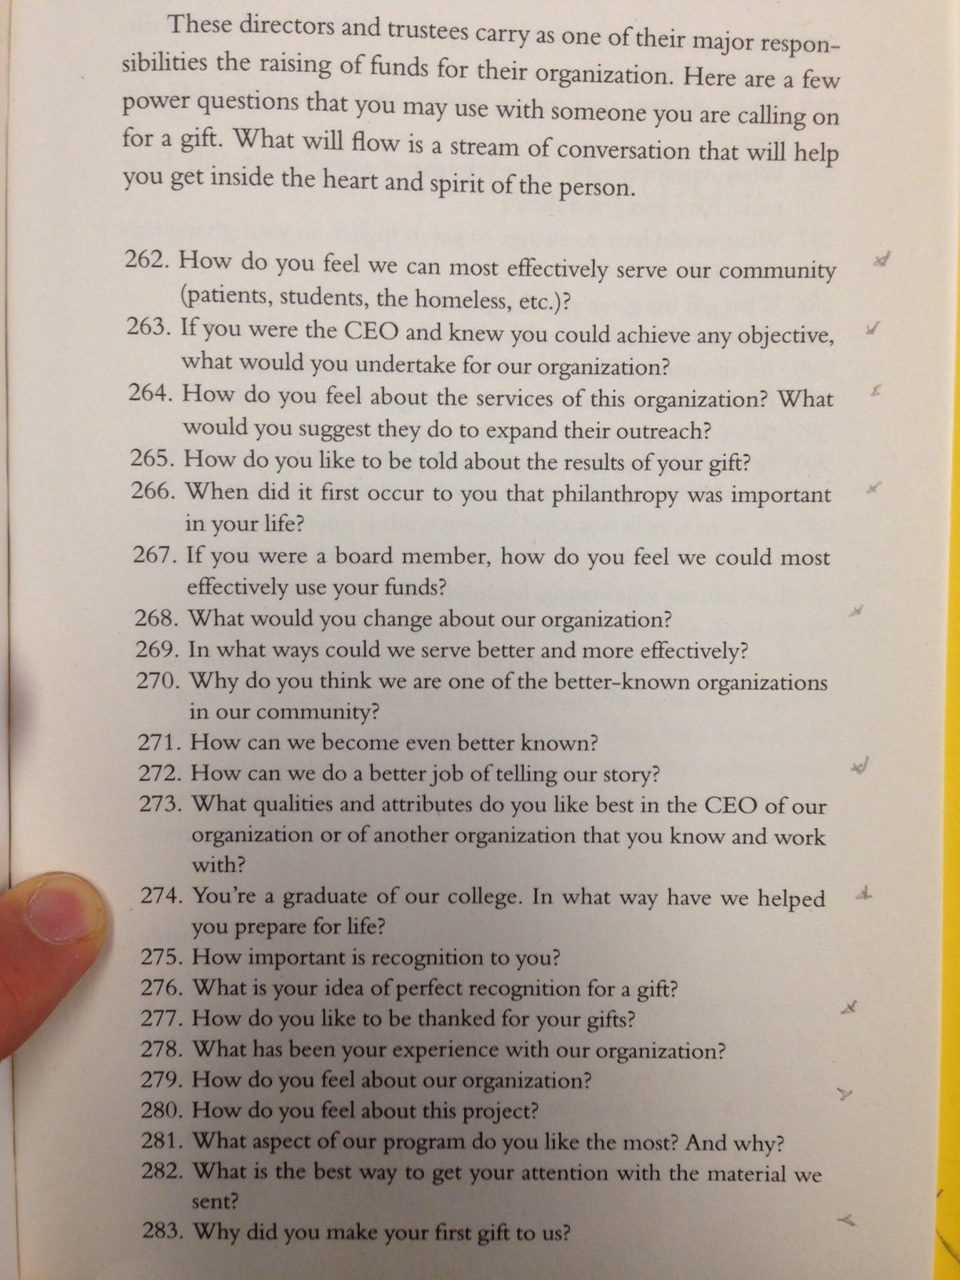 These directors and trustees carry as one of their major respon-
sibilities the raising of funds for their organization. Here are a few
power questions that you may use with someone you are calling on
for a gift. What will flow is a stream of conversation that will help
you get inside the heart and spirit of the person.
262. How do you feel we can most effectively serve our community
(patients, students, the homeless, etc.)?
263. If you were the CEO and knew you could achieve any objective,
what would you undertake for our organization?
264. How do you feel about the services of this organization? What
would you suggest they do to expand their outreach?
265. How do you like to be told about the results of your gift?
266. When did it first occur to you that philanthropy was important
in your life?
267. If you were a board member, how do you feel we could most
effectively use your funds?
268. What would you change about our organization?
269. In what ways could we serve better and more effectively?
270. Why do you think we are one of the better-known organizations
in our community?
271. How can we become even better known?
272. How can we do a better job of telling our story?
273. What qualities and attributes do you like best in the CEO of our
organization or of another organization that you know and work
with?
274. You're a graduate of our college. In what way have we helped
you prepare for life?
275. How important is recognition to you?
276. What is your idea of perfect recognition for a gift?
277. How do you like to be thanked for your gifts?
278. What has been your experience with our organization?
279. How do you feel about our organization?
280. How do you feel about this project?
281. What aspect of our program do you like the most? And why?
282. What is the best way to get your attention with the material we
sent?
283. Why did you make your first gift to us?